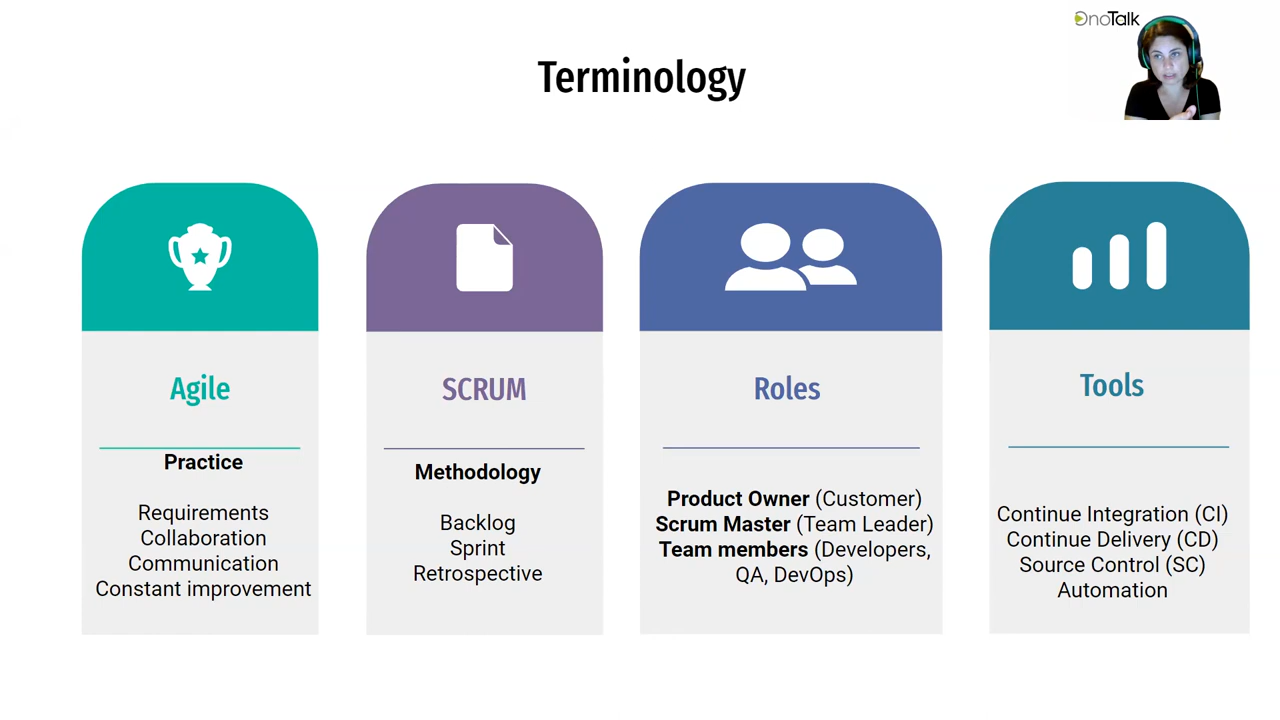 OnoTalk
Terminology
Agile
Practice
Requirements
Collaboration
Communication
Constant improvement
SCRUM
Methodology
Backlog
Sprint
Retrospective
Roles
Product Owner (Customer)
Scrum Master (Team Leader)
Team members (Developers,
QA, DevOps)
Tools
Continue Integration (CI)
Continue Delivery (CD)
Source Control (SC)
Automation